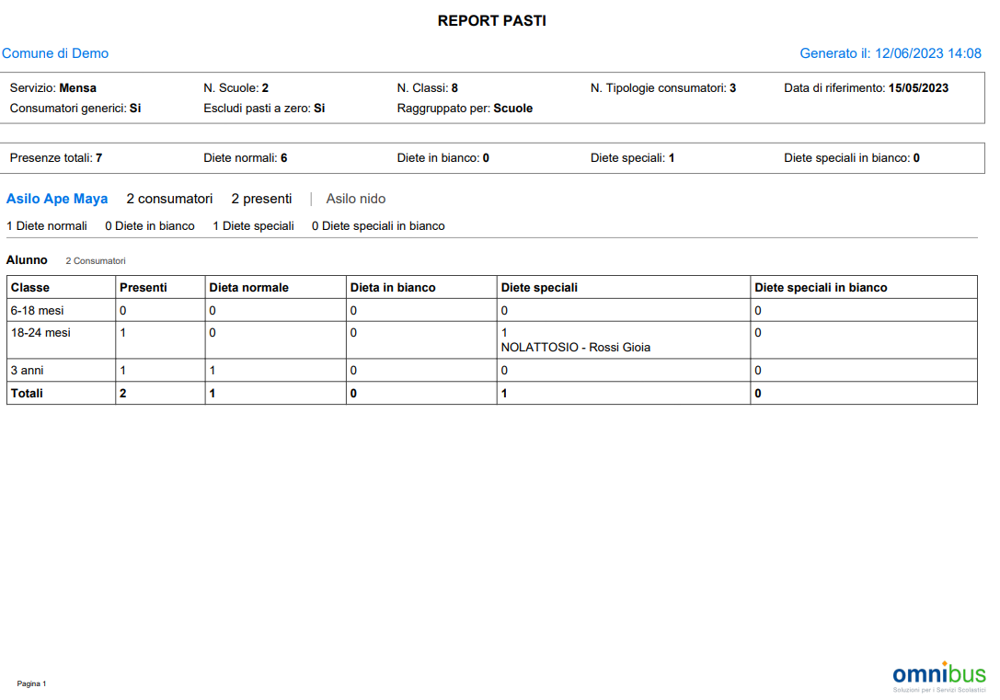 REPORT PASTI
Comune di Demo Generato il: 12/06/2023 14:08
Servizio: Mensa N. Scuole: 2 N. Classi: 8 N. Tipologie consumatori: 3 Data di riferimento: 15/05/2023
Consumatori generici: Si Escludi pasti a zero: Si Raggruppato per: Scuole
Presenze totali: 7 Diete normali: 6 Diete in bianco: 0 Diete speciali: 1 Diete speciali in bianco: 0
Asilo Ape Maya 2 consumatori 2 presenti | Asilo nido
1 Diete normali 0 Diete in bianco 1 Diete speciali 0 Diete speciali in bianco
Alunno 2 Consumatori
Classe Presenti Dieta normale Dieta in bianco Diete speciali Diete speciali in bianco
6-18 mesi 0 0 0 0 0
18-24 mesi 1 0 0 1 0
NOLATTOSIO - Rossi Gioia
3 anni 1 1 0 0 0
Totali 2 1 0 1 0
omnibus
Soluzioni per i Servizi Scolastici
Pagina 1